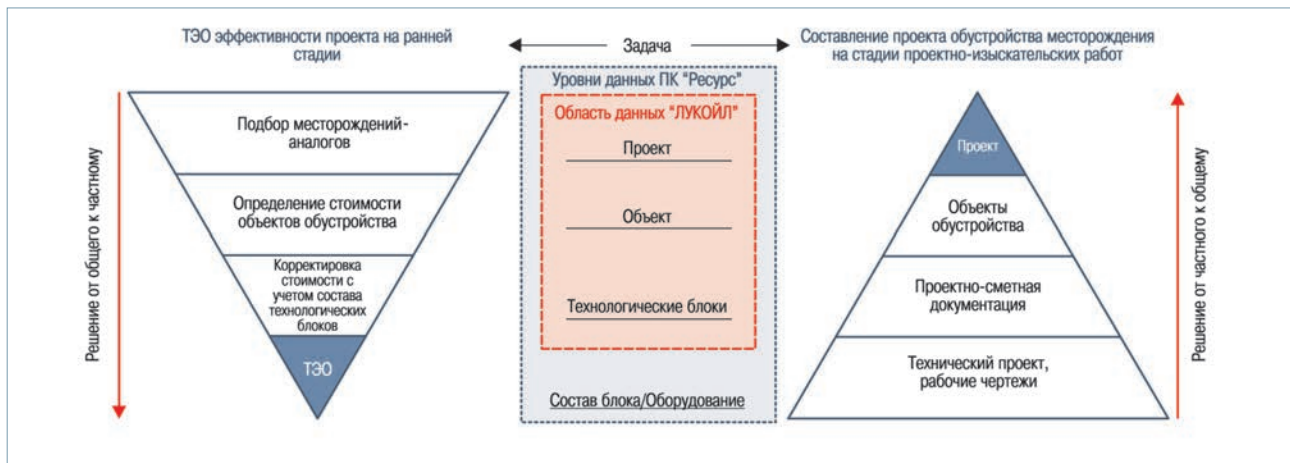 ТЭО эффективности проекта на ранней
стадии
Задача
Составление проекта обустройства месторождения
на стадии проектно-изыскательских работ
Решение от общего к частному
Подбор месторождений-
аналогов
Определение стоимости
объектов обустройства
Корректировка
стоимости с
учетом состава
технологических
блоков
ТЭО
Уровни данных ПК "Ресурс"
Область данных "ЛУКОЙЛ"
Проект
Объект
Технологические блоки
Состав блока/Оборудование
Проект
Объекты
обустройства
Проектно-сметная
документация
Технический проект,
рабочие чертежи
Решение от частного к общему